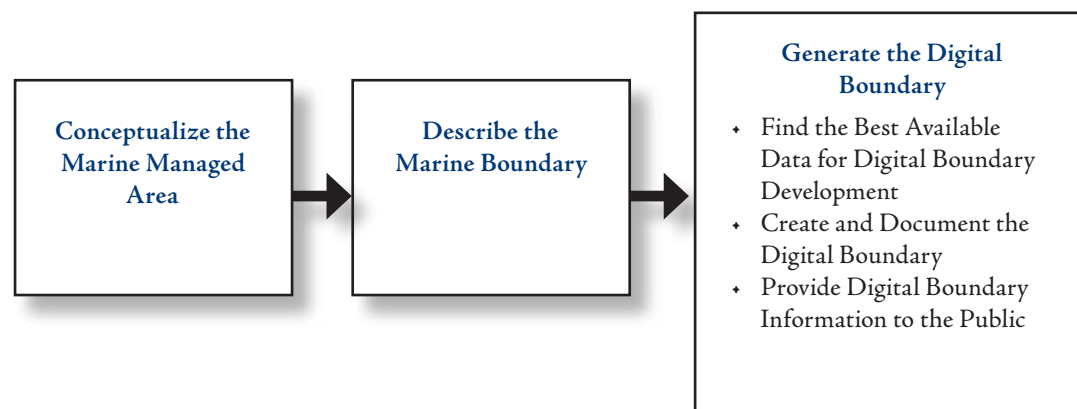 Conceptualize the
Marine Managed
Area
Describe the
Marine Boundary
Generate the Digital
Boundary
✦ Find the Best Available
Data for Digital Boundary
Development
✦ Create and Document the
Digital Boundary
✦ Provide Digital Boundary
Information to the Public